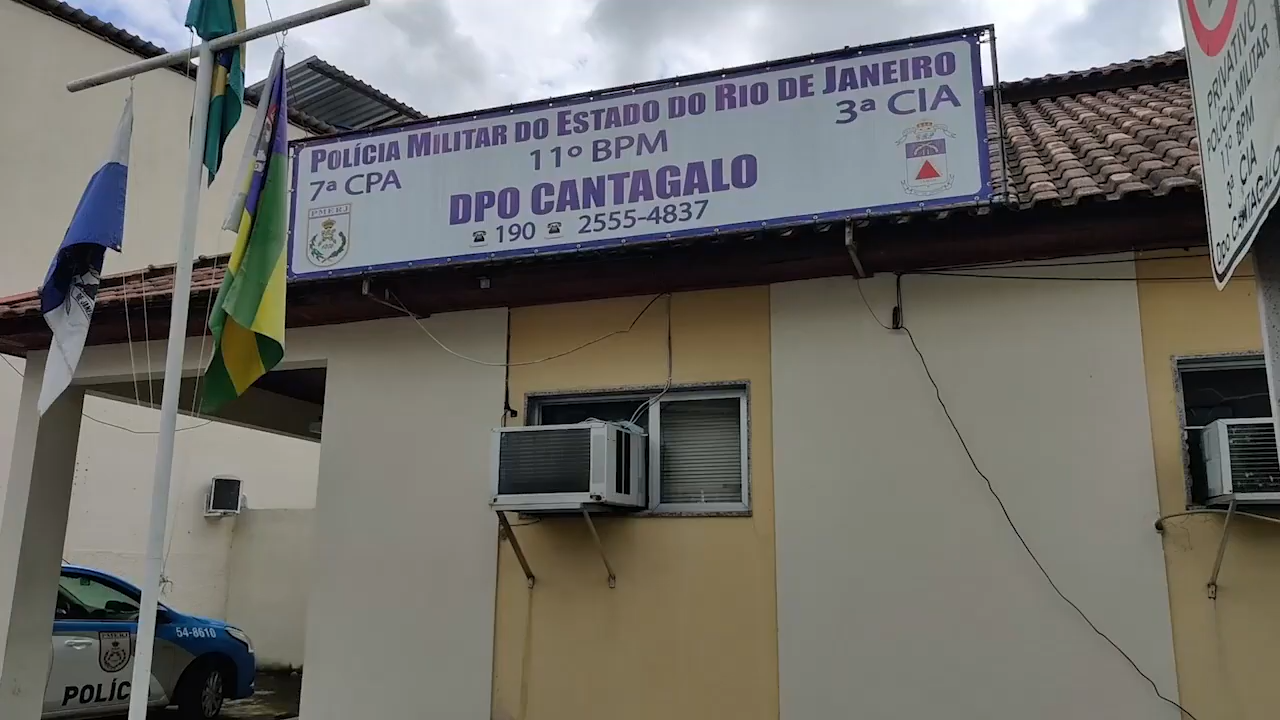 POLÍCIA MILITAR DO ESTADO DO RIO DE JANEIRO
11º BPM
3ª CIA
7ª CPA
DPO CANTAGALO
190 2555-4837
PMERJ
PRIVATIVO
POLÍCIA MILITAR
11º BPM
3ª CIA
DPO CANTAGALO
54-8610
POLÍC